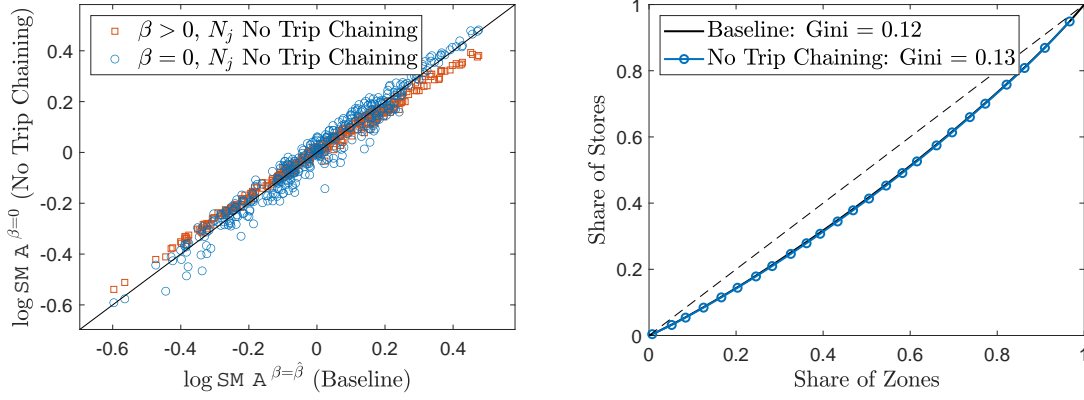 β > 0, N_j No Trip Chaining
β = 0, N_j No Trip Chaining
0.4
0.2
0
-0.2
-0.4
-0.6
-0.6 -0.4 -0.2 0 0.2 0.4
log SM A^{β=0} (No Trip Chaining)
log SM A^{β=β̂} (Baseline)
Baseline: Gini = 0.12
No Trip Chaining: Gini = 0.13
1
0.8
0.6
0.4
0.2
0
0 0.2 0.4 0.6 0.8 1
Share of Stores
Share of Zones